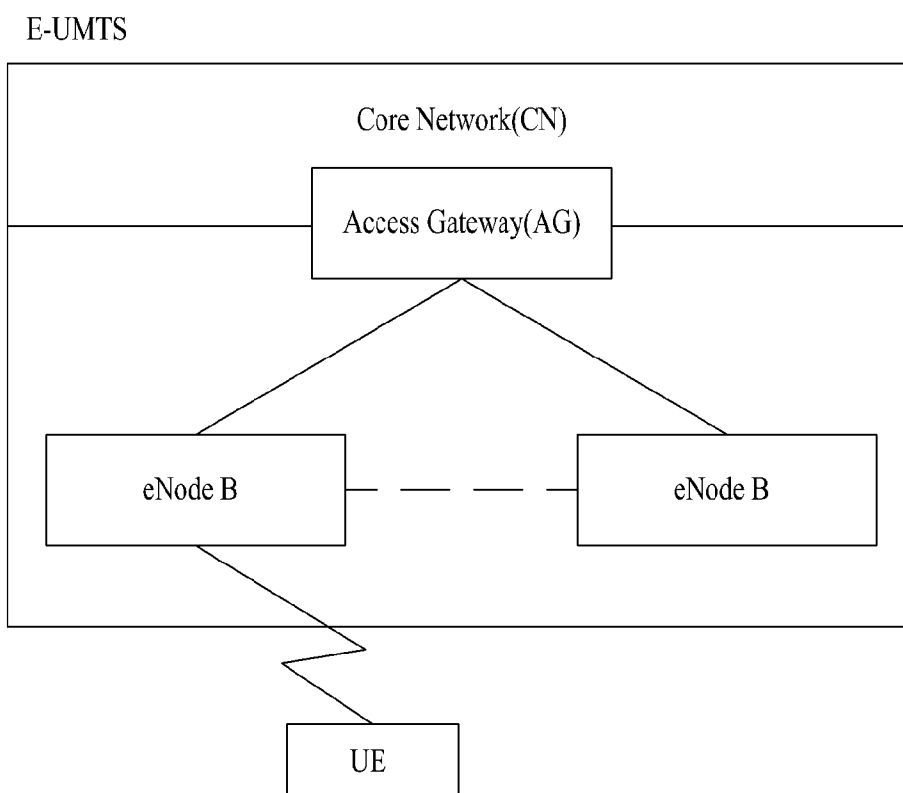 E-UMTS
Core Network(CN)
Access Gateway(AG)
eNode B
eNode B
UE